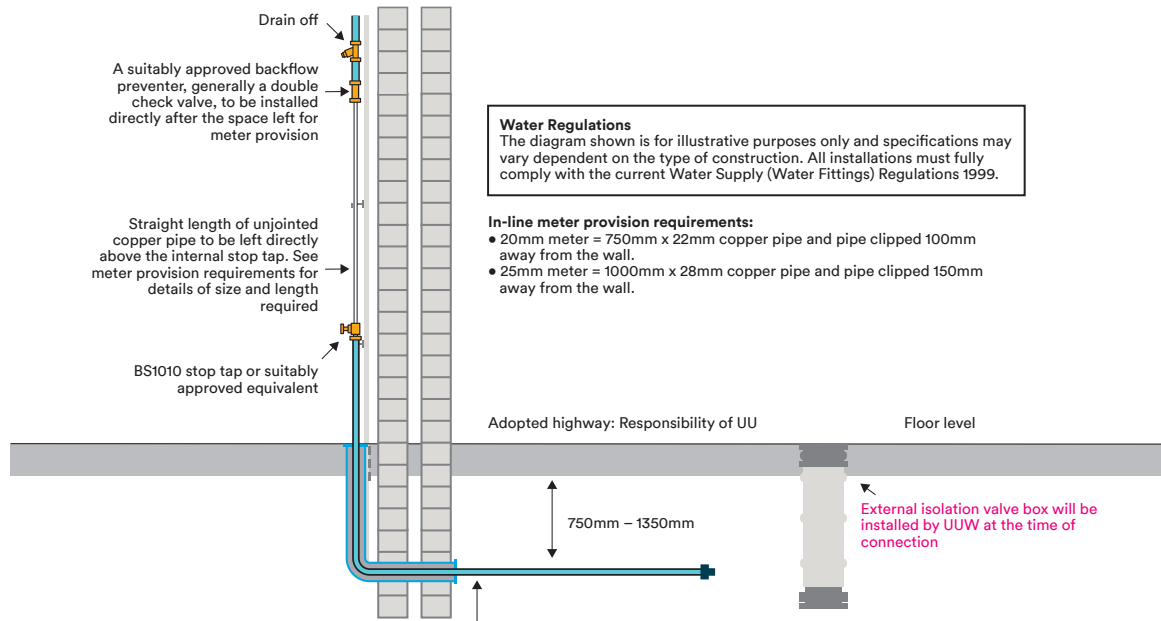 Drain off
A suitably approved backflow
preventer, generally a double
check valve, to be installed
directly after the space left for
meter provision
Water Regulations
The diagram shown is for illustrative purposes only and specifications may
vary dependent on the type of construction. All installations must fully
comply with the current Water Supply (Water Fittings) Regulations 1999.
In-line meter provision requirements:
• 20mm meter = 750mm x 22mm copper pipe and pipe clipped 100mm
away from the wall.
• 25mm meter = 1000mm x 28mm copper pipe and pipe clipped 150mm
away from the wall.
Straight length of unjointed
copper pipe to be left directly
above the internal stop tap. See
meter provision requirements for
details of size and length
required
BS1010 stop tap or suitably
approved equivalent
Adopted highway: Responsibility of UU
Floor level
750mm – 1350mm
External isolation valve box will be
installed by UUW at the time of
connection